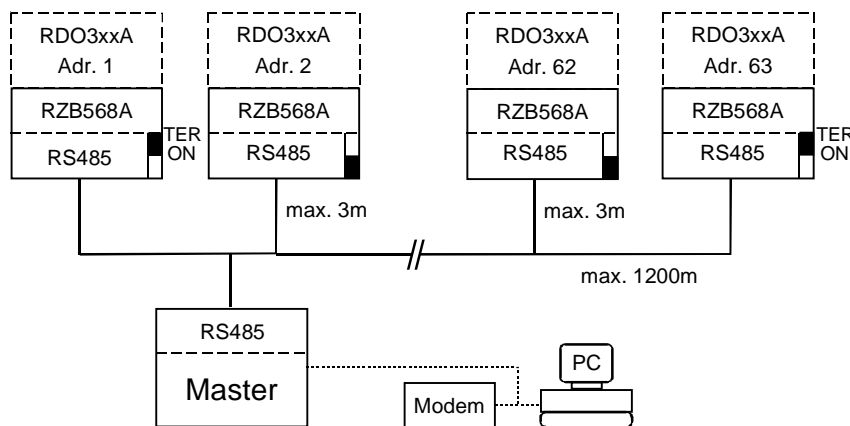 RDO3xxA RDO3xxA RDO3xxA RDO3xxA
Adr. 1 Adr. 2 Adr. 62 Adr. 63
RZB568A RZB568A RZB568A RZB568A
TER TER
RS485 ON RS485 RS485 RS485 ON
max. 3m max. 3m
max. 1200m
RS485
PC
Master
Modem